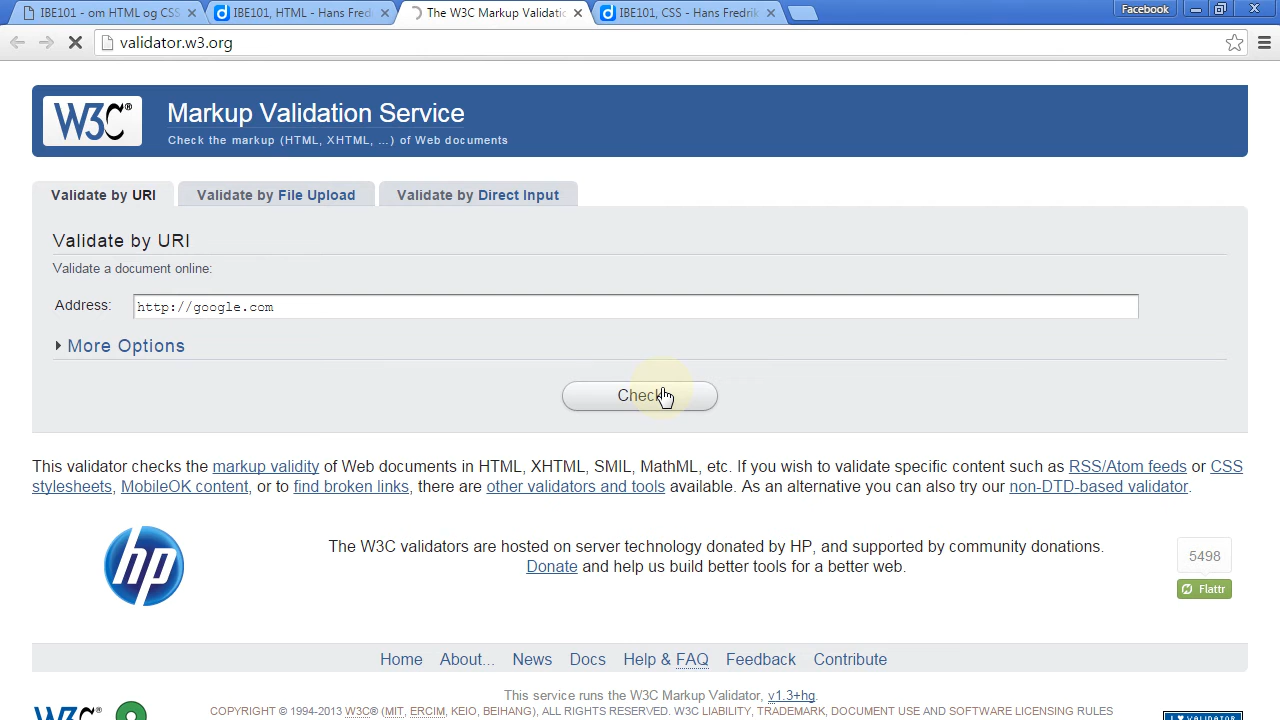 IBE101 - om HTML og CSS
IBE101, HTML - Hans Fredri
The W3C Markup Validatio
IBE101, CSS - Hans Fredrik
Facebook
validator.w3.org
W3C®
Markup Validation Service
Check the markup (HTML, XHTML, …) of Web documents
Validate by URI
Validate by File Upload
Validate by Direct Input
Validate by URI
Validate a document online:
Address: http://google.com
More Options
Check
This validator checks the markup validity of Web documents in HTML, XHTML, SMIL, MathML, etc. If you wish to validate specific content such as RSS/Atom feeds or CSS
stylesheets, MobileOK content, or to find broken links, there are other validators and tools available. As an alternative you can also try our non-DTD-based validator.
hp
The W3C validators are hosted on server technology donated by HP, and supported by community donations.
Donate and help us build better tools for a better web.
5498
Flattr
Home About... News Docs Help & FAQ Feedback Contribute
This service runs the W3C Markup Validator, v1.3+hg.
COPYRIGHT © 1994-2013 W3C® (MIT, ERCIM, KEIO, BEIHANG), ALL RIGHTS RESERVED. W3C LIABILITY, TRADEMARK, DOCUMENT USE AND SOFTWARE LICENSING RULES
W3C®
I ♥ VALIDATOR